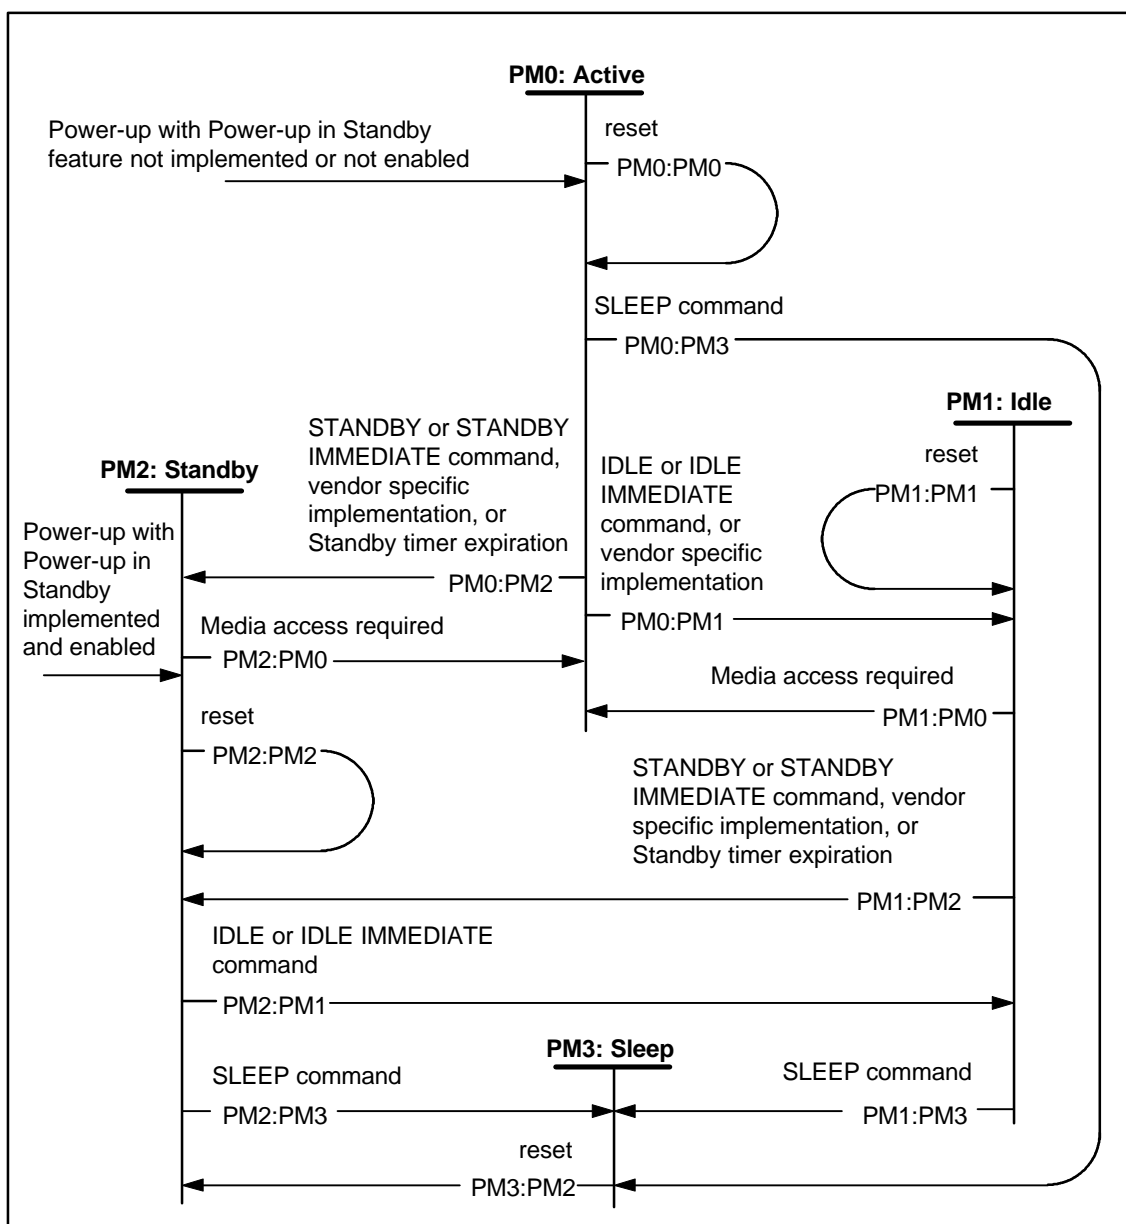 PM0: Active
reset
Power-up with Power-up in Standby
feature not implemented or not enabled
PM0:PM0
SLEEP command
PM0:PM3
PM1: Idle
STANDBY or STANDBY
IMMEDIATE command,
vendor specific
implementation, or
Standby timer expiration
PM0:PM2
IDLE or IDLE
IMMEDIATE
command, or
vendor specific
implementation
PM0:PM1
reset
PM1:PM1
PM2: Standby
Power-up with
Power-up in
Standby
implemented
and enabled
Media access required
PM2:PM0
Media access required
PM1:PM0
reset
PM2:PM2
STANDBY or STANDBY
IMMEDIATE command, vendor
specific implementation, or
Standby timer expiration
PM1:PM2
IDLE or IDLE IMMEDIATE
command
PM2:PM1
PM3: Sleep
SLEEP command
PM2:PM3
SLEEP command
PM1:PM3
reset
PM3:PM2